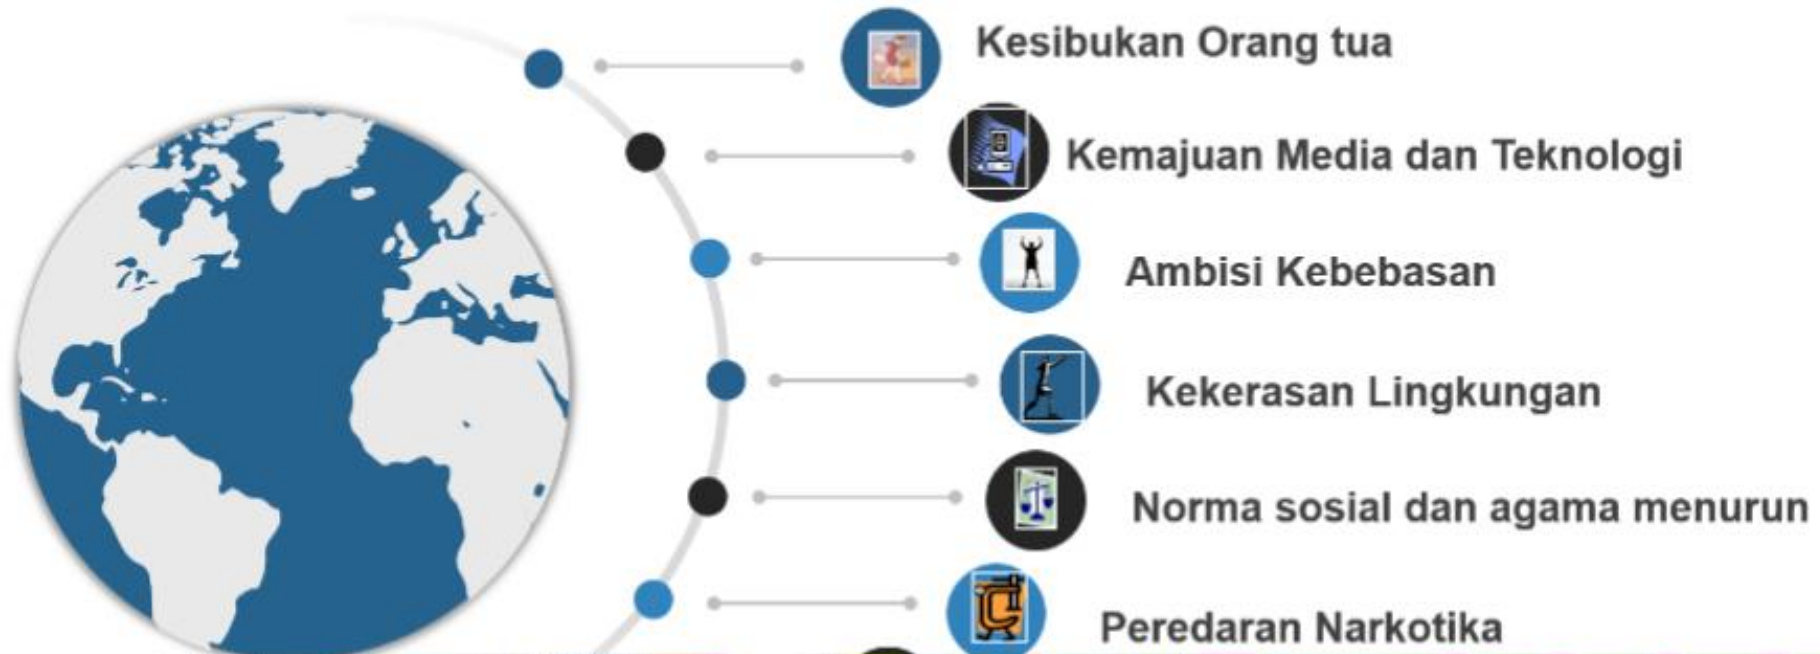 Kesibukan Orang tua
Kemajuan Media dan Teknologi
Ambisi Kebebasan
Kekerasan Lingkungan
Norma sosial dan agama menurun
Peredaran Narkotika